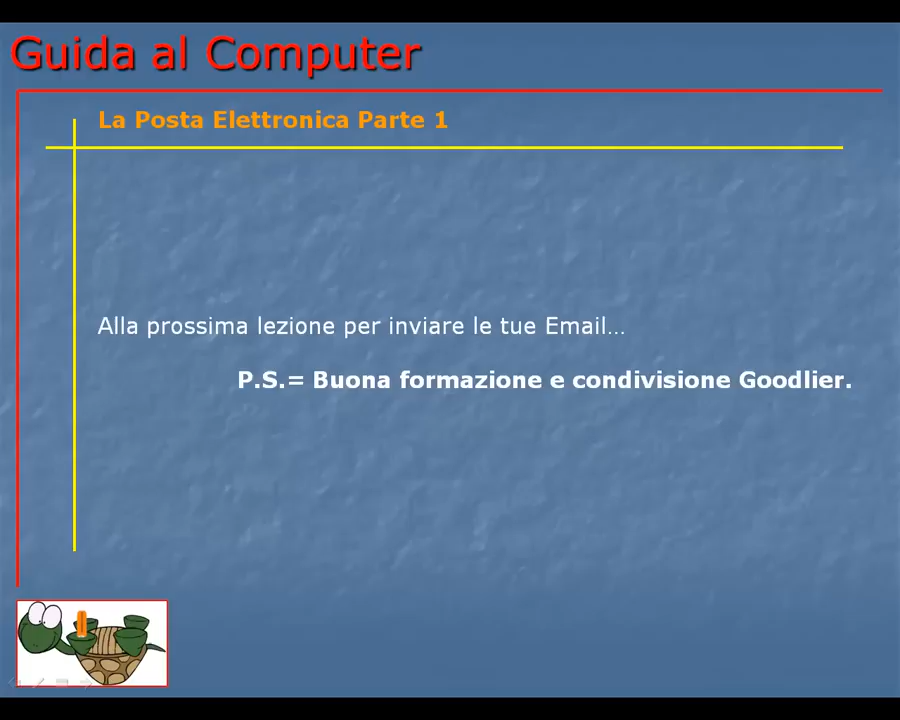 Guida al Computer
La Posta Elettronica Parte 1
Alla prossima lezione per inviare le tue Email...
P.S.= Buona formazione e condivisione Goodlier.